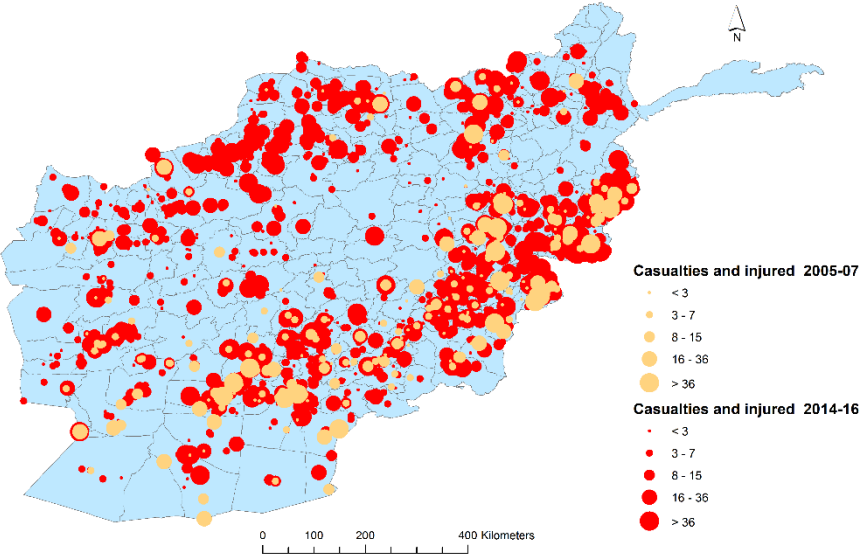 N
Casualties and injured 2005-07
< 3
3 - 7
8 - 15
16 - 36
> 36
Casualties and injured 2014-16
< 3
3 - 7
8 - 15
16 - 36
> 36
0 100 200 400 Kilometers